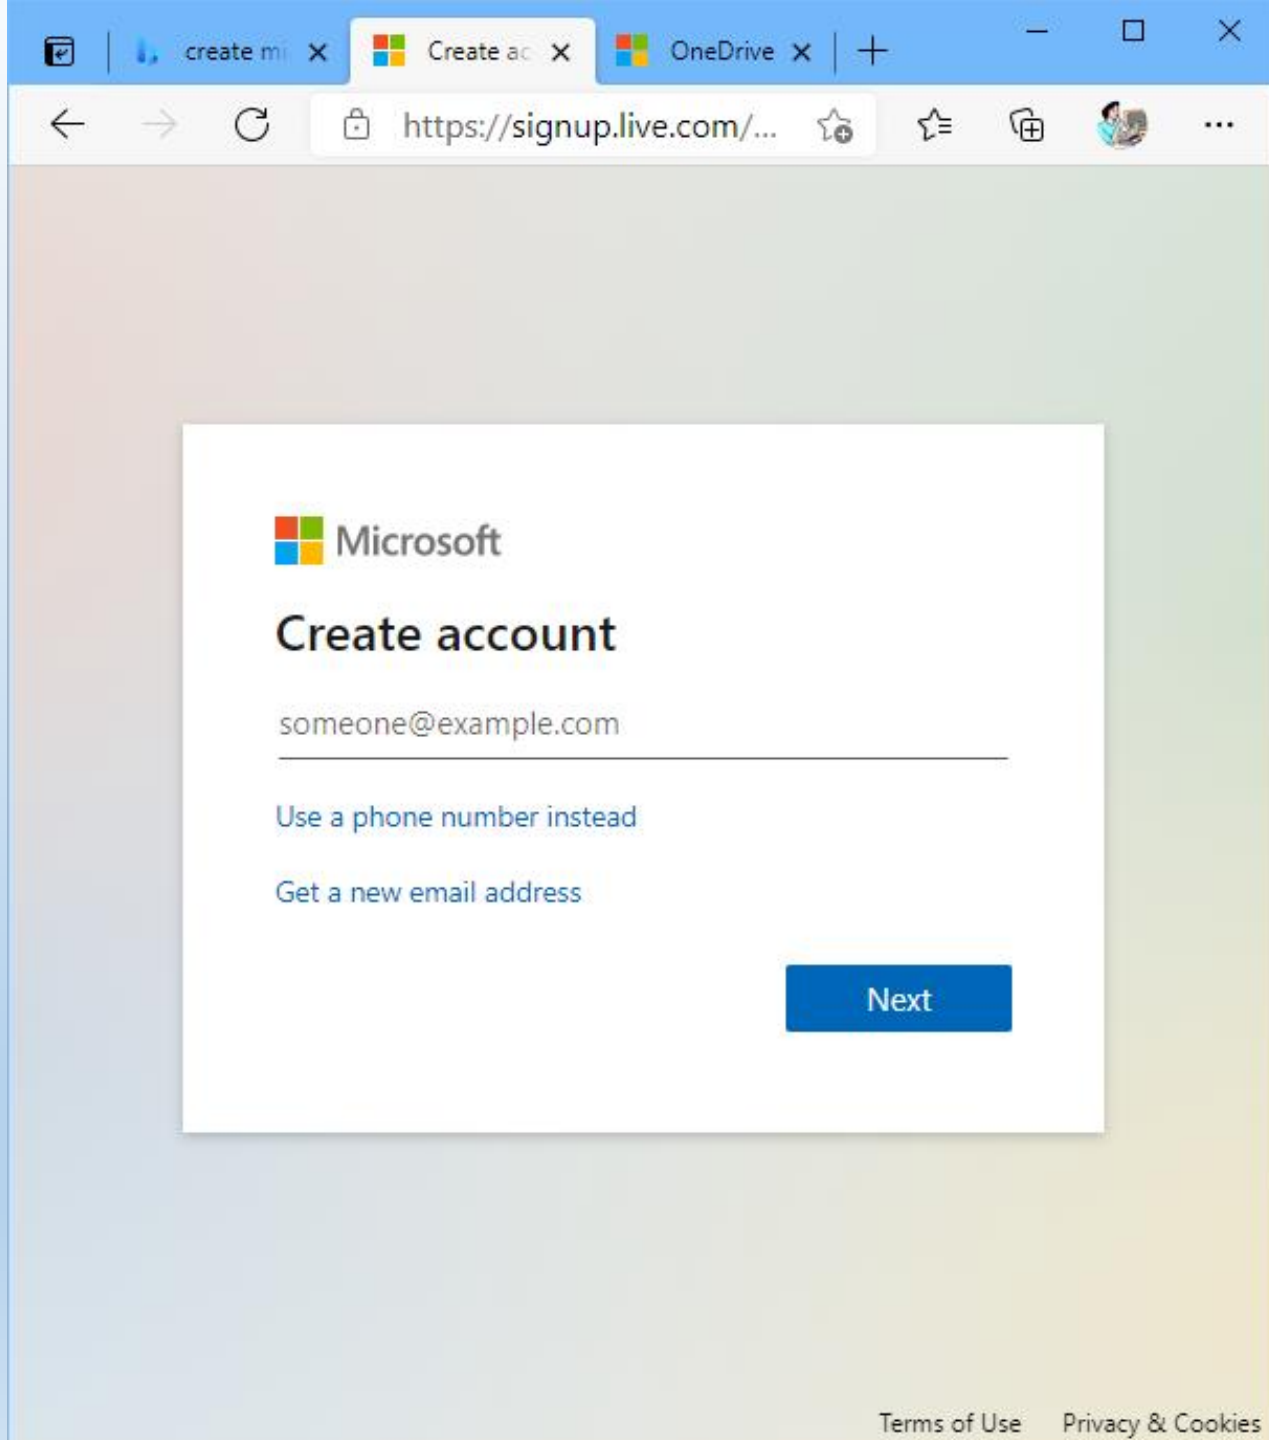 create mi
Create ac
OneDrive
https://signup.live.com/...
Microsoft
Create account
someone@example.com
Use a phone number instead
Get a new email address
Next
Terms of Use
Privacy & Cookies